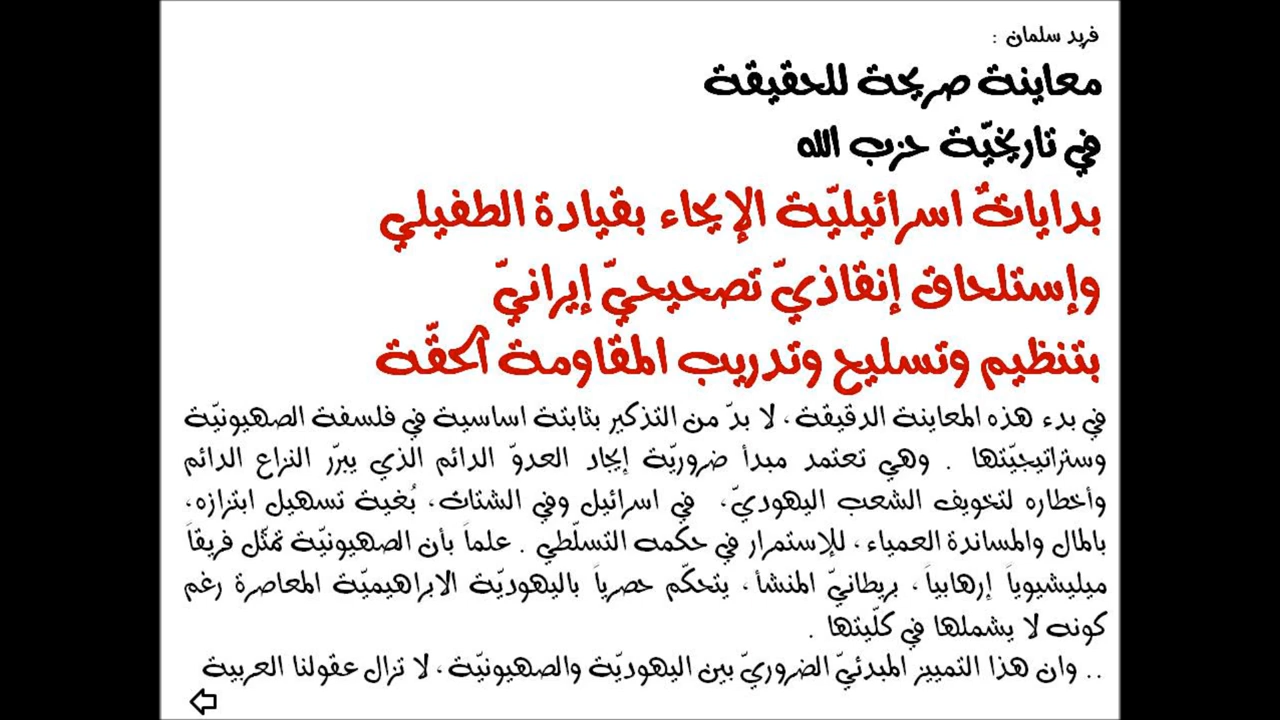 فريد سلمان :
معاينة صريحة للحقيقة
في تاريخيّة حزب الله
بداياتٌ اسرائيليّة الإيحاء بقيادة الطفيلي
وإستلحاق إنقاذيّ تصحيحيّ إيرانيّ
بتنظيم وتسليح وتدريب المقاومة الحقّة
في بدء هذه المعاينة الدقيقة، لا بدّ من التذكير بثابتة اساسية في فلسفة الصهيونيّة
وستراتيجيّتها . وهي تعتمد مبدأ ضروريّة إيجاد العدوّ الدائم الذي يبرّر النزاع الدائم
وأخطاره لتخويف الشعب اليهوديّ، في اسرائيل وفي الشتات، بُغية تسهيل ابتزازه،
بالمال والمساندة العمياء، للإستمرار في حكمه التسلّطي . علماً بأن الصهيونيّة تمثّل فريقاً
ميليشيوياً إرهابياً، بريطانيّ المنشأ، يتحكّم حصرياً باليهوديّة الابراهيميّة المعاصرة رغم
كونه لا يشملها في كلّيتها .
.. وان هذا التمييز المبدئيّ الضروريّ بين اليهوديّة والصهيونيّة، لا تزال عقولنا العربية